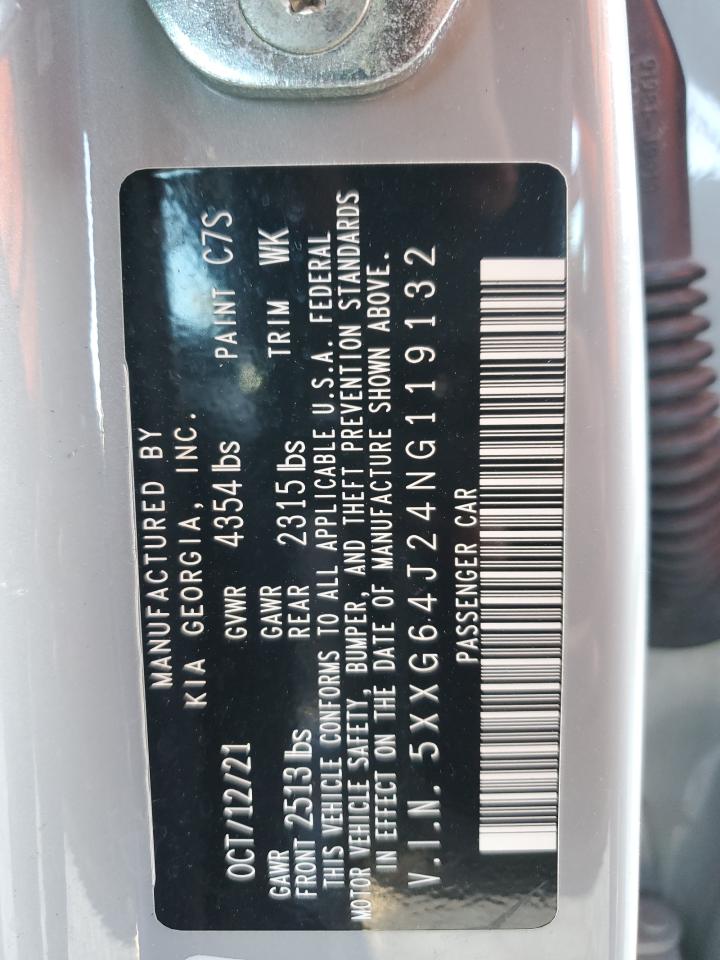 MANUFACTURED BY
KIA GEORGIA, INC.
OCT/12/21 GVWR 4354 lbs PAINT C7S
GAWR GAWR
FRONT 2513 lbs REAR 2315 lbs TRIM WK
THIS VEHICLE CONFORMS TO ALL APPLICABLE U.S.A. FEDERAL
MOTOR VEHICLE SAFETY, BUMPER, AND THEFT PREVENTION STANDARDS
IN EFFECT ON THE DATE OF MANUFACTURE SHOWN ABOVE.
V.I.N. 5XXG64J24NG119132
PASSENGER CAR